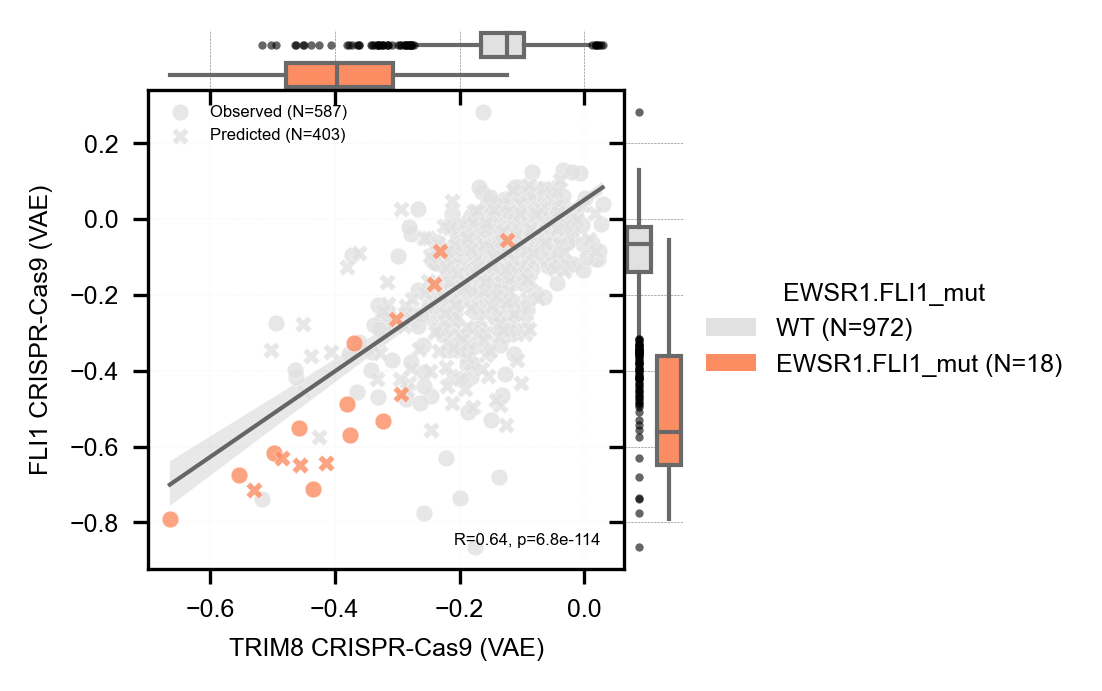 Observed (N=587)
Predicted (N=403)
0.2
0.0
−0.2
−0.4
−0.6
−0.8
FLI1 CRISPR-Cas9 (VAE)
R=0.64, p=6.8e-114
−0.6
−0.4
−0.2
0.0
TRIM8 CRISPR-Cas9 (VAE)
EWSR1.FLI1_mut
WT (N=972)
EWSR1.FLI1_mut (N=18)